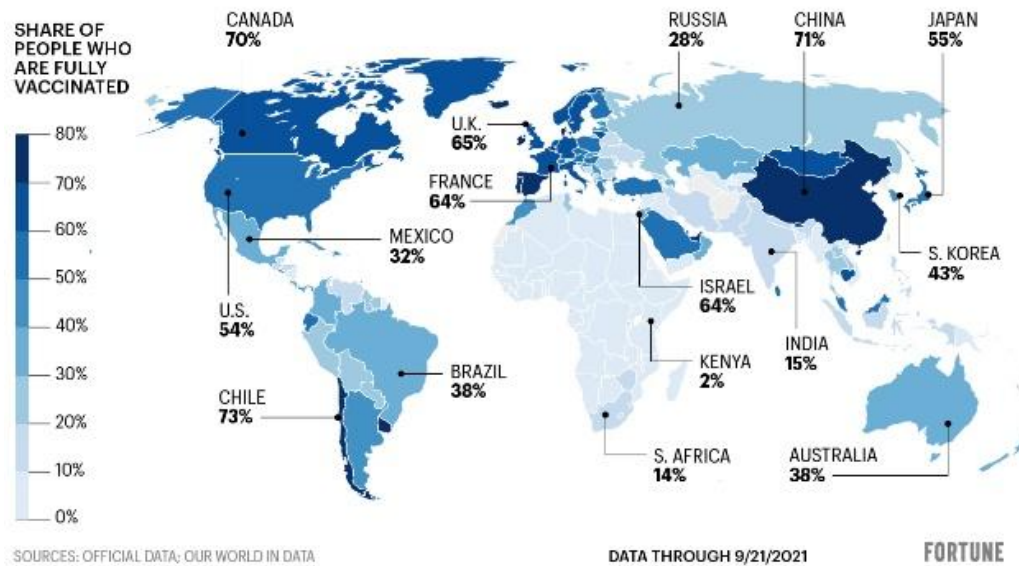 SHARE OF
PEOPLE WHO
ARE FULLY
VACCINATED
80%
70%
60%
50%
40%
30%
20%
10%
0%
CANADA
70%
RUSSIA
28%
CHINA
71%
JAPAN
55%
U.K.
65%
FRANCE
64%
MEXICO
32%
U.S.
54%
S. KOREA
43%
ISRAEL
64%
INDIA
15%
KENYA
2%
BRAZIL
38%
CHILE
73%
S. AFRICA
14%
AUSTRALIA
38%
SOURCES: OFFICIAL DATA; OUR WORLD IN DATA
DATA THROUGH 9/21/2021
FORTUNE